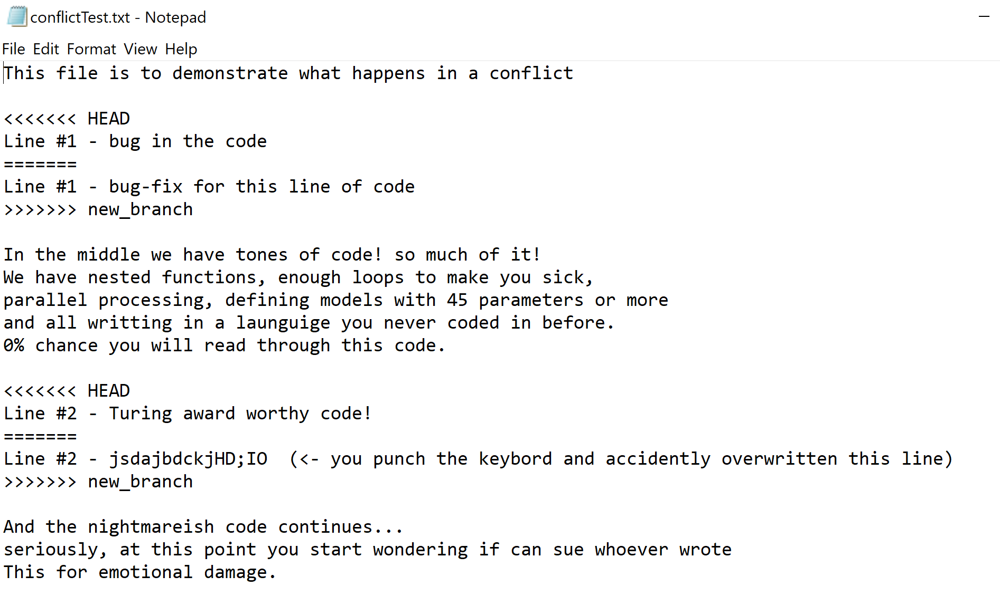 conflictTest.txt - Notepad
File Edit Format View Help
This file is to demonstrate what happens in a conflict
<<<<<<< HEAD
Line #1 - bug in the code
=======
Line #1 - bug-fix for this line of code
>>>>>>> new_branch
In the middle we have tones of code! so much of it!
We have nested functions, enough loops to make you sick,
parallel processing, defining models with 45 parameters or more
and all writting in a launguige you never coded in before.
0% chance you will read through this code.
<<<<<<< HEAD
Line #2 - Turing award worthy code!
=======
Line #2 - jsdajbdckjHD;IO  (<- you punch the keybord and accidently overwritten this line)
>>>>>>> new_branch
And the nightmareish code continues...
seriously, at this point you start wondering if can sue whoever wrote
This for emotional damage.